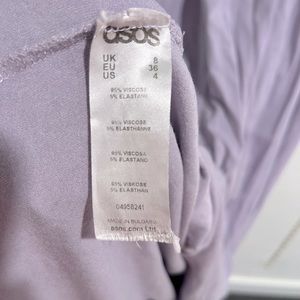 asos
UK 8
EU 36
US 4
95% VISCOSE
5% ELASTANE
95% VISCOSE
5% ELASTHANNE
95% VISCOSA
5% ELASTANO
95% VISKOSE
5% ELASTHAN
04958241
MADE IN BULGARIA
asos.com Ltd